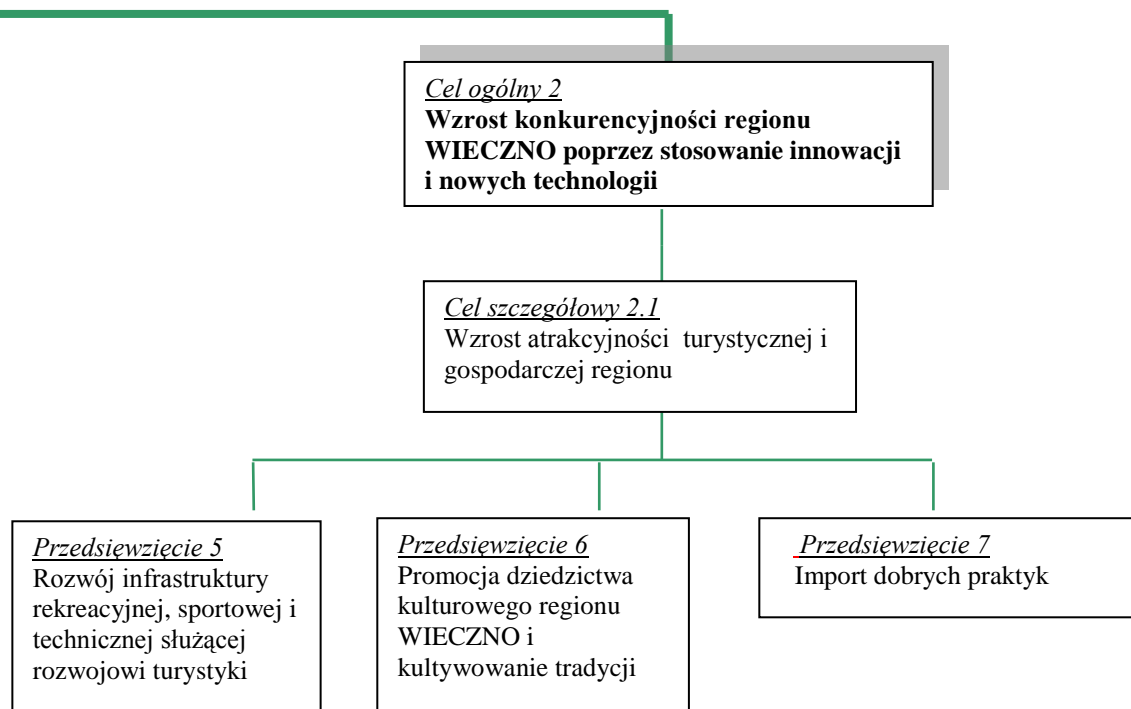 Cel ogólny 2
Wzrost konkurencyjności regionu
WIECZNO poprzez stosowanie innowacji
i nowych technologii
Cel szczegółowy 2.1
Wzrost atrakcyjności  turystycznej i
gospodarczej regionu
Przedsięwzięcie 5
Rozwój infrastruktury
rekreacyjnej, sportowej i
technicznej służącej
rozwojowi turystyki
Przedsięwzięcie 6
Promocja dziedzictwa
kulturowego regionu
WIECZNO i
kultywowanie tradycji
Przedsięwzięcie 7
Import dobrych praktyk